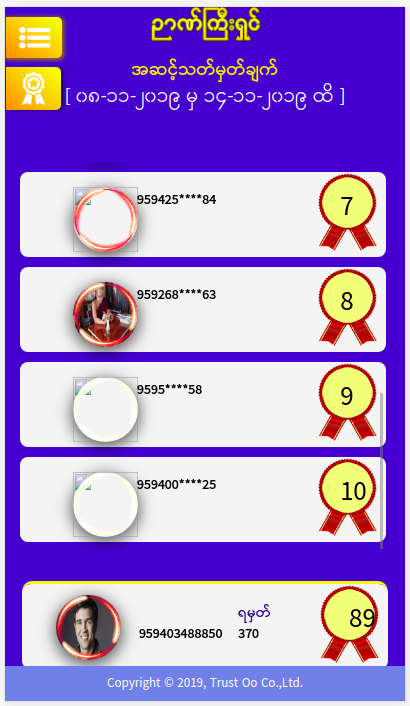 ဉာဏ်ကြီးရှင်
အဆင့်သတ်မှတ်ချက်
[ ၀၈-၁၁-၂၀၁၉ မှ ၁၄-၁၁-၂၀၁၉ ထိ ]
959425****84 7
959268****63 8
9595****58 9
959400****25 10
ရမှတ်
959403488850 370 89
Copyright © 2019, Trust Oo Co.,Ltd.